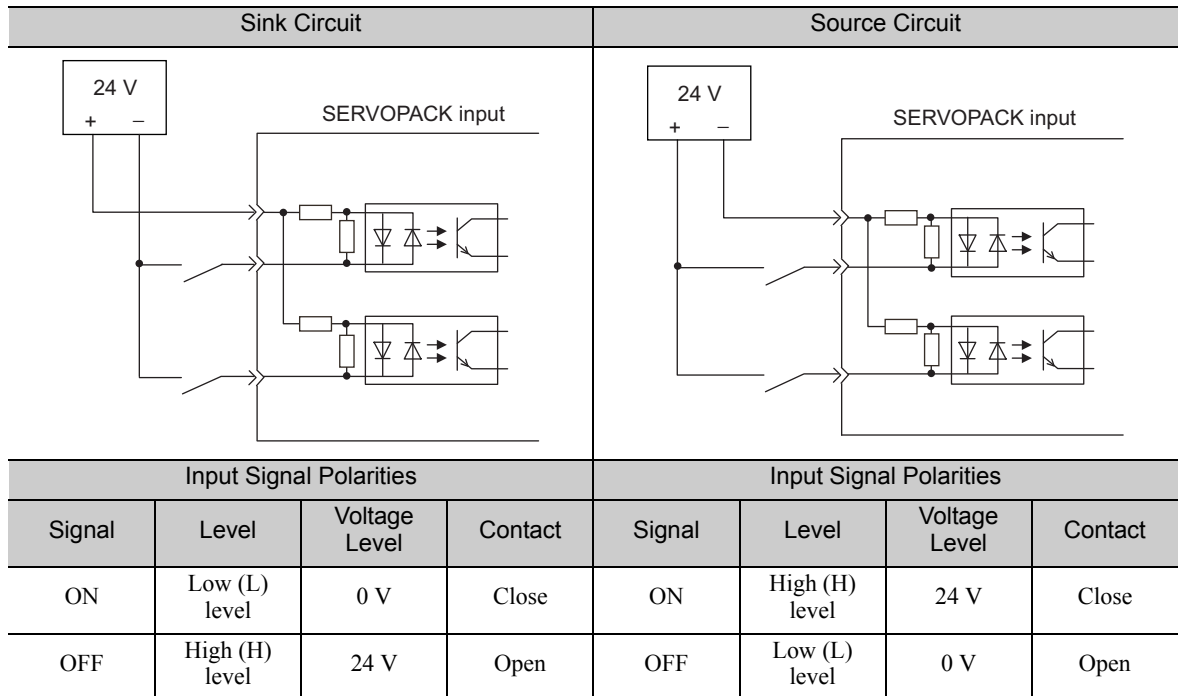 Sink Circuit
Source Circuit
24 V
+ −
SERVOPACK input
24 V
+ −
SERVOPACK input
Input Signal Polarities
Input Signal Polarities
Signal Level Voltage Level Contact Signal Level Voltage Level Contact
ON Low (L) level 0 V Close ON High (H) level 24 V Close
OFF High (H) level 24 V Open OFF Low (L) level 0 V Open